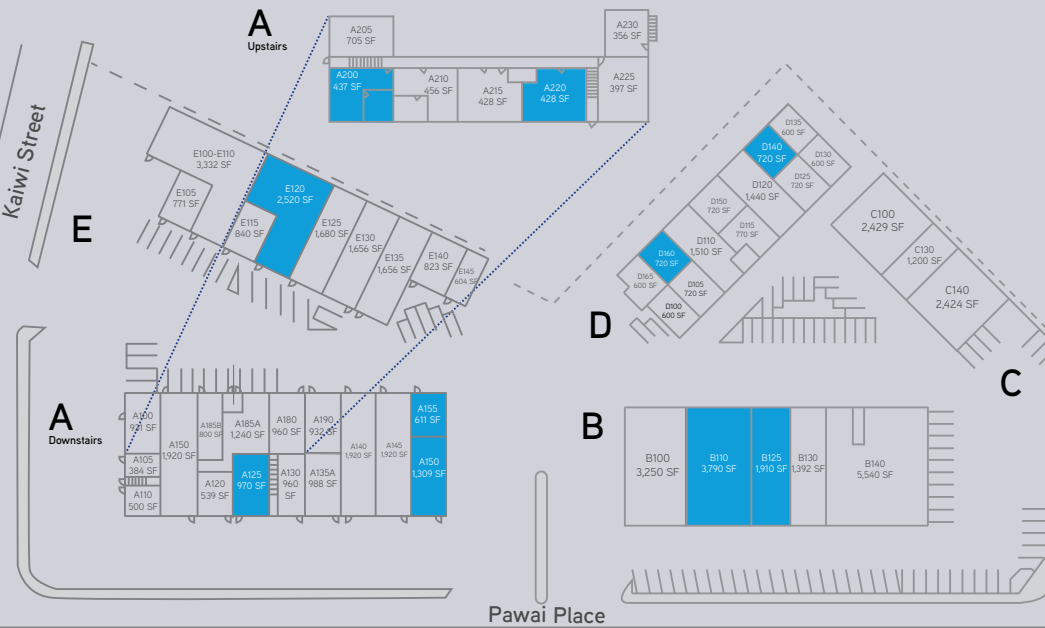 A
Upstairs
A205
705 SF
A230
356 SF
A200
437 SF
A210
456 SF
A215
428 SF
A220
428 SF
A225
397 SF
Kaiwi Street
E
E100-E110
3,332 SF
E105
771 SF
E120
2,520 SF
E115
840 SF
E125
1,680 SF
E130
1,656 SF
E135
1,656 SF
E140
823 SF
E145
604 SF
D
D135
600 SF
D140
720 SF
D130
600 SF
D125
720 SF
D120
1,440 SF
D150
720 SF
D115
770 SF
D110
1,510 SF
D160
720 SF
D165
600 SF
D105
720 SF
D100
600 SF
C
C100
2,429 SF
C130
1,200 SF
C140
2,424 SF
A
Downstairs
A100
921 SF
A105
384 SF
A110
500 SF
A150
1,920 SF
A185B
800 SF
A185A
1,240 SF
A120
539 SF
A125
970 SF
A180
960 SF
A130
960
SF
A190
932 SF
A135A
988 SF
A140
1,920 SF
A145
1,920 SF
A155
611 SF
A150
1,309 SF
B
B100
3,250 SF
B110
3,790 SF
B125
1,910 SF
B130
1,392 SF
B140
5,540 SF
Pawai Place